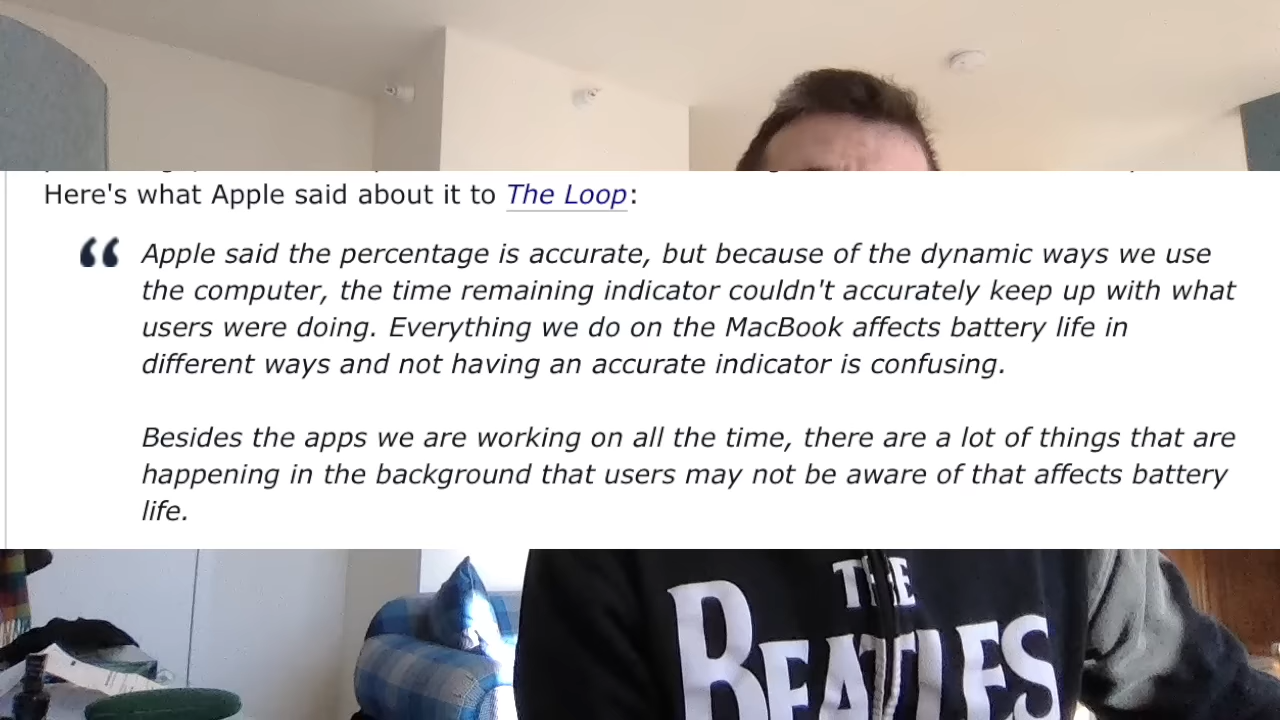 Here's what Apple said about it to The Loop:
“ Apple said the percentage is accurate, but because of the dynamic ways we use
the computer, the time remaining indicator couldn't accurately keep up with what
users were doing. Everything we do on the MacBook affects battery life in
different ways and not having an accurate indicator is confusing.
Besides the apps we are working on all the time, there are a lot of things that are
happening in the background that users may not be aware of that affects battery
life.
THE
BEATLES